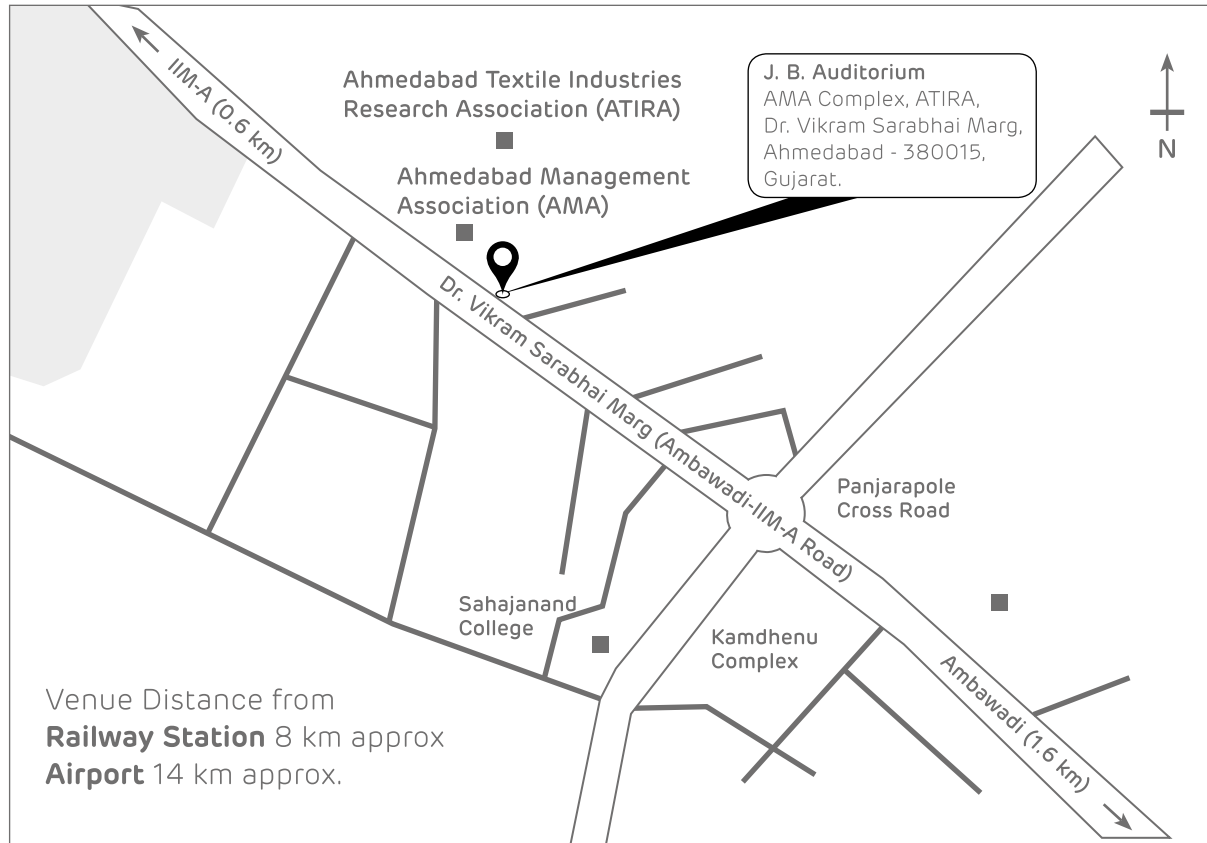 IIM-A (0.6 km)
Ahmedabad Textile Industries
Research Association (ATIRA)
Ahmedabad Management
Association (AMA)
J. B. Auditorium
AMA Complex, ATIRA,
Dr. Vikram Sarabhai Marg,
Ahmedabad - 380015,
Gujarat.
N
Dr. Vikram Sarabhai Marg (Ambawadi-IIM-A Road)
Panjarapole
Cross Road
Sahajanand
College
Kamdhenu
Complex
Ambawadi (1.6 km)
Venue Distance from
Railway Station 8 km approx
Airport 14 km approx.